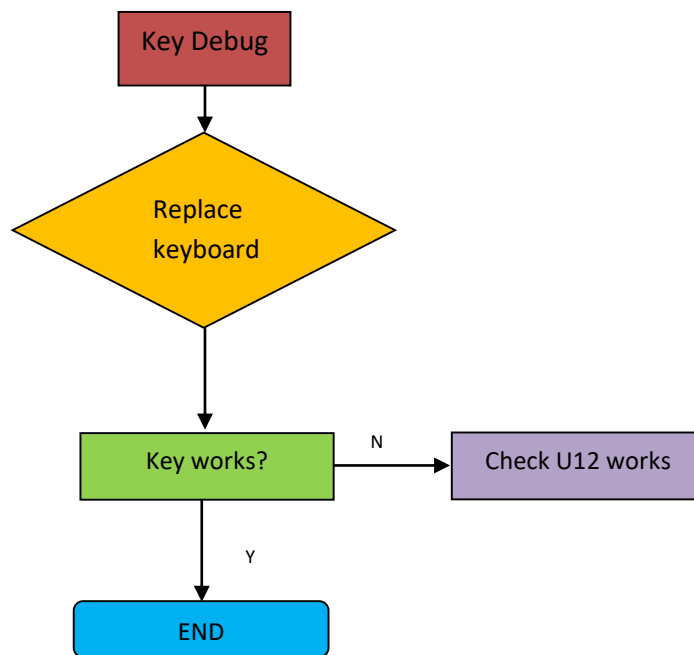 Key Debug
Replace
keyboard
Key works?
N
Check U12 works
Y
END